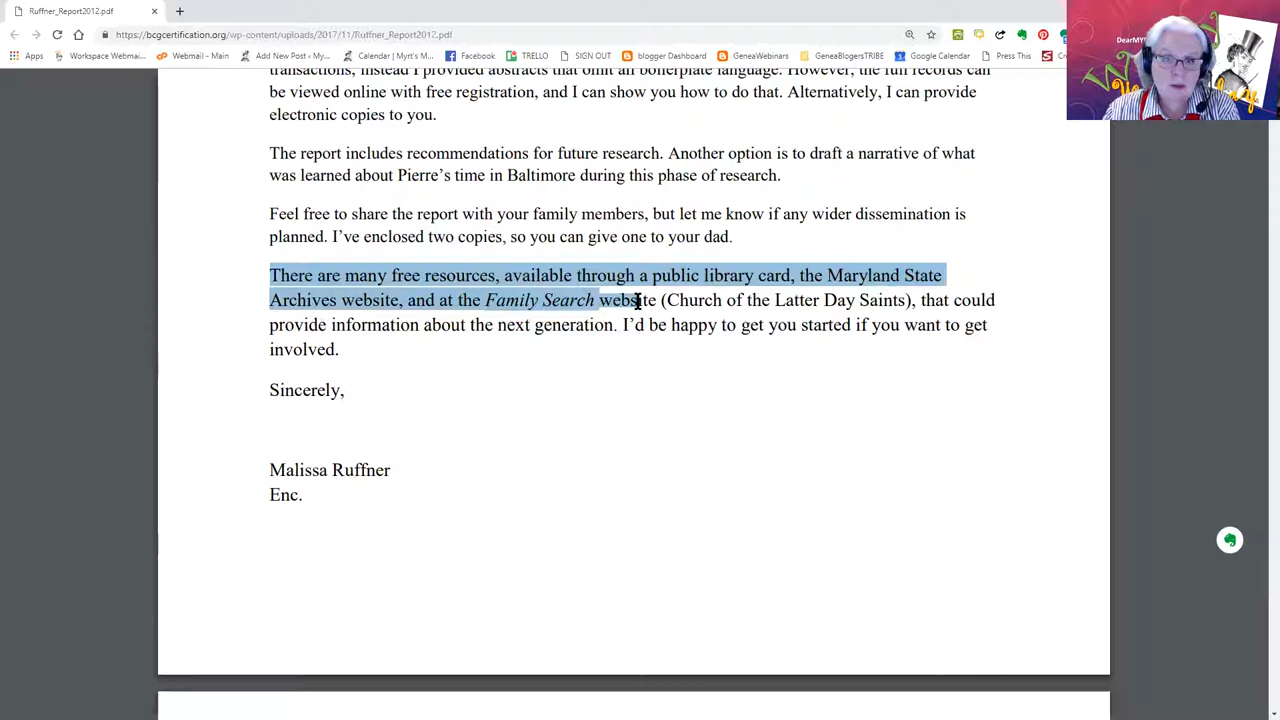 Ruffner_Report2012.pdf
https://bcgcertification.org/wp-content/uploads/2017/11/Ruffner_Report2012.pdf
Apps Workspace Webmai... Webmail - Main Add New Post - My... Facebook TRELLO SIGN OUT blogger Dashboard GeneaWebinars GeneaBlogersTRIBE Google Calendar Calendar | Myrt's M... Press This
transactions, instead I provided abstracts that omit all boilerplate language. However, the full records can
be viewed online with free registration, and I can show you how to do that. Alternatively, I can provide
electronic copies to you.
The report includes recommendations for future research. Another option is to draft a narrative of what
was learned about Pierre’s time in Baltimore during this phase of research.
Feel free to share the report with your family members, but let me know if any wider dissemination is
planned. I’ve enclosed two copies, so you can give one to your dad.
There are many free resources, available through a public library card, the Maryland State
Archives website, and at the Family Search website (Church of the Latter Day Saints), that could
provide information about the next generation. I’d be happy to get you started if you want to get
involved.
Sincerely,
Malissa Ruffner
Enc.